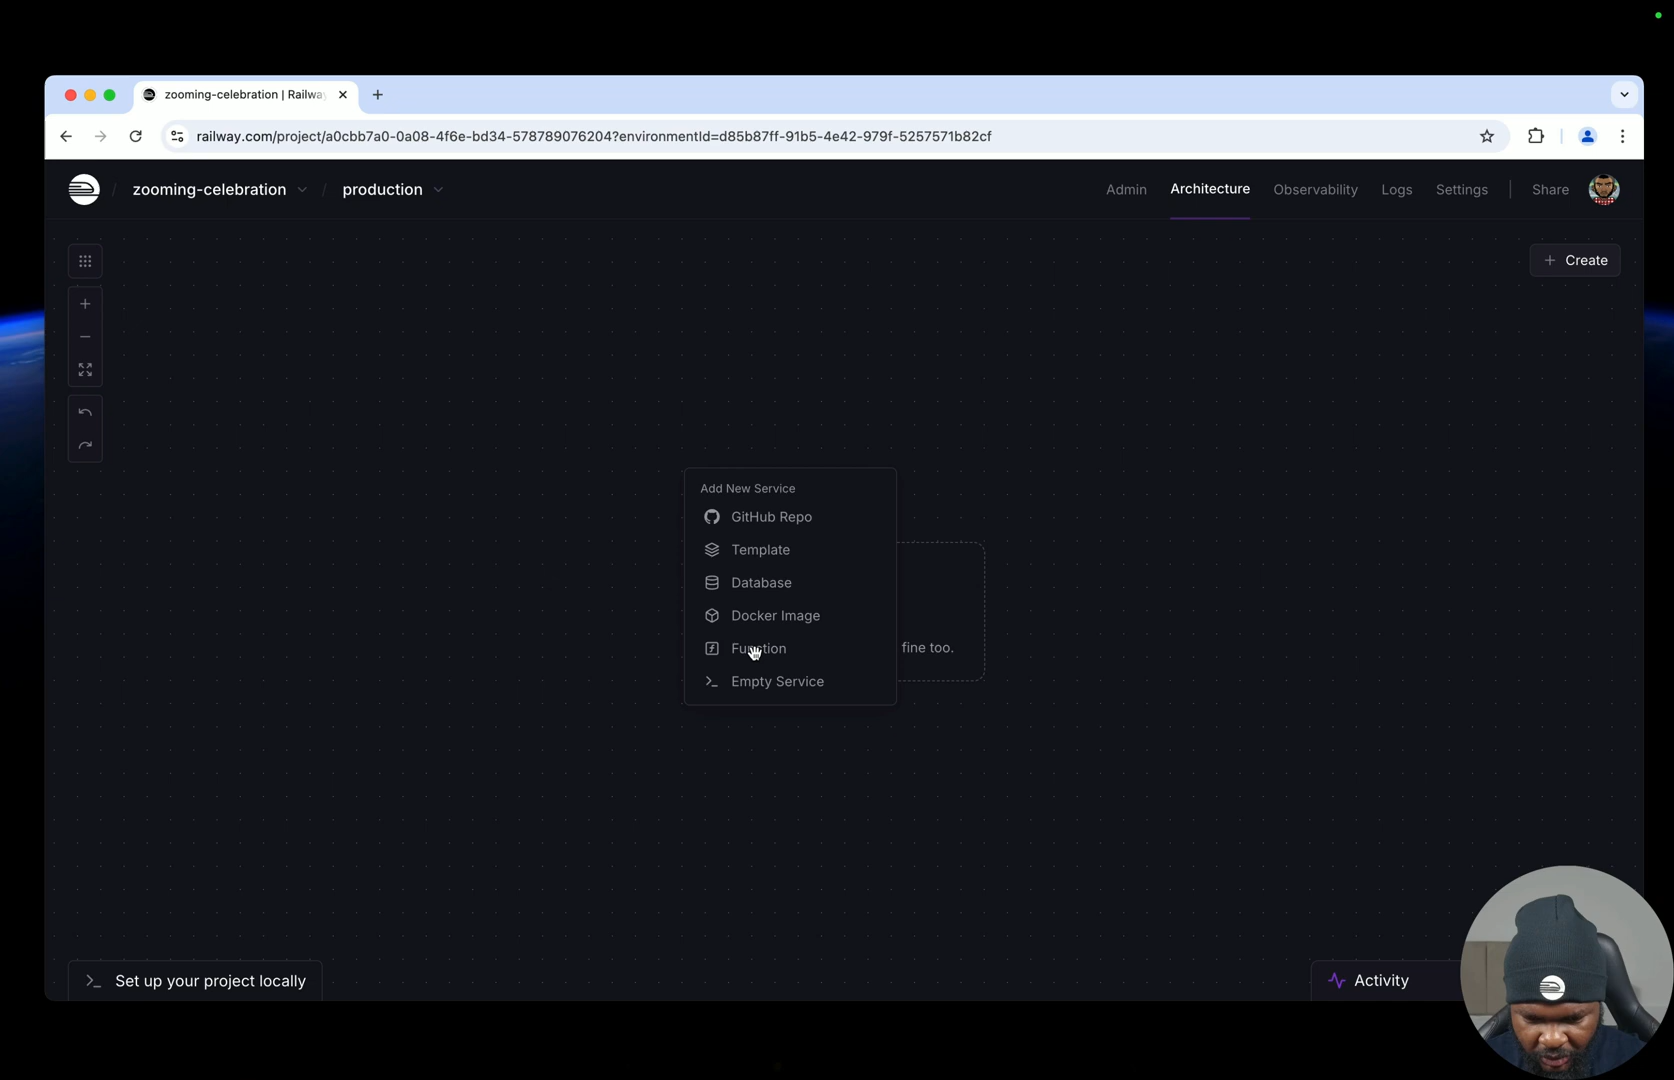 zooming-celebration | Railway
railway.com/project/a0cbb7a0-0a08-4f6e-bd34-578789076204?environmentId=d85b87ff-91b5-4e42-979f-5257571b82cf
/ zooming-celebration / production Admin Architecture Observability Logs Settings | Share
+ Create
Add New Service
GitHub Repo
Template
Database
Docker Image
Function
fine too.
Empty Service
Set up your project locally
Activity